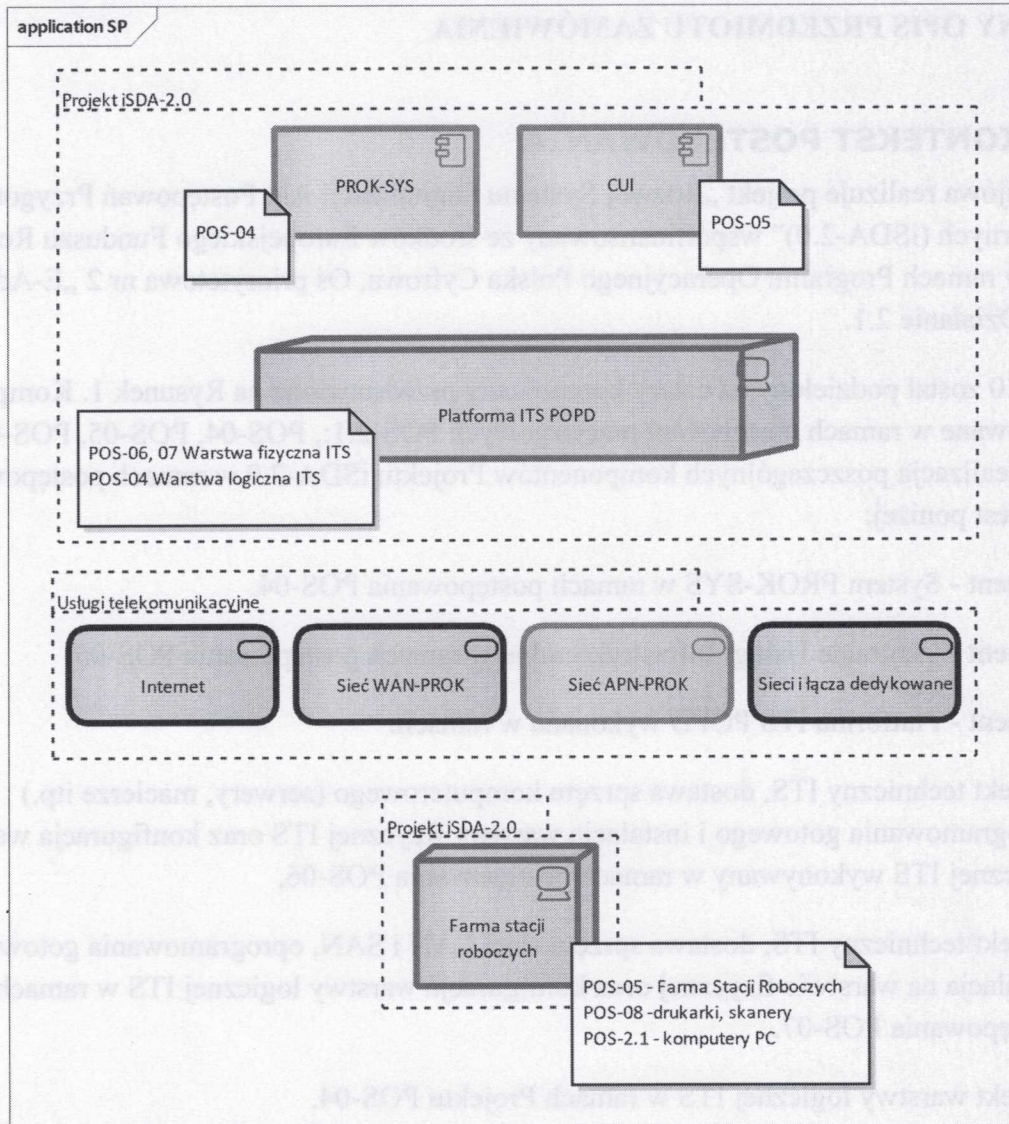 application SP
Projekt iSDA-2.0
PROK-SYS
CUI
POS-04
POS-05
Platforma ITS POPD
POS-06, 07 Warstwa fizyczna ITS
POS-04 Warstwa logiczna ITS
Usługi telekomunikacyjne
Internet
Sieć WAN-PROK
Sieć APN-PROK
Sieci i łącza dedykowane
Projekt iSDA-2.0
Farma stacji
roboczych
POS-05 - Farma Stacji Roboczych
POS-08 -drukarki, skanery
POS-2.1 - komputery PC